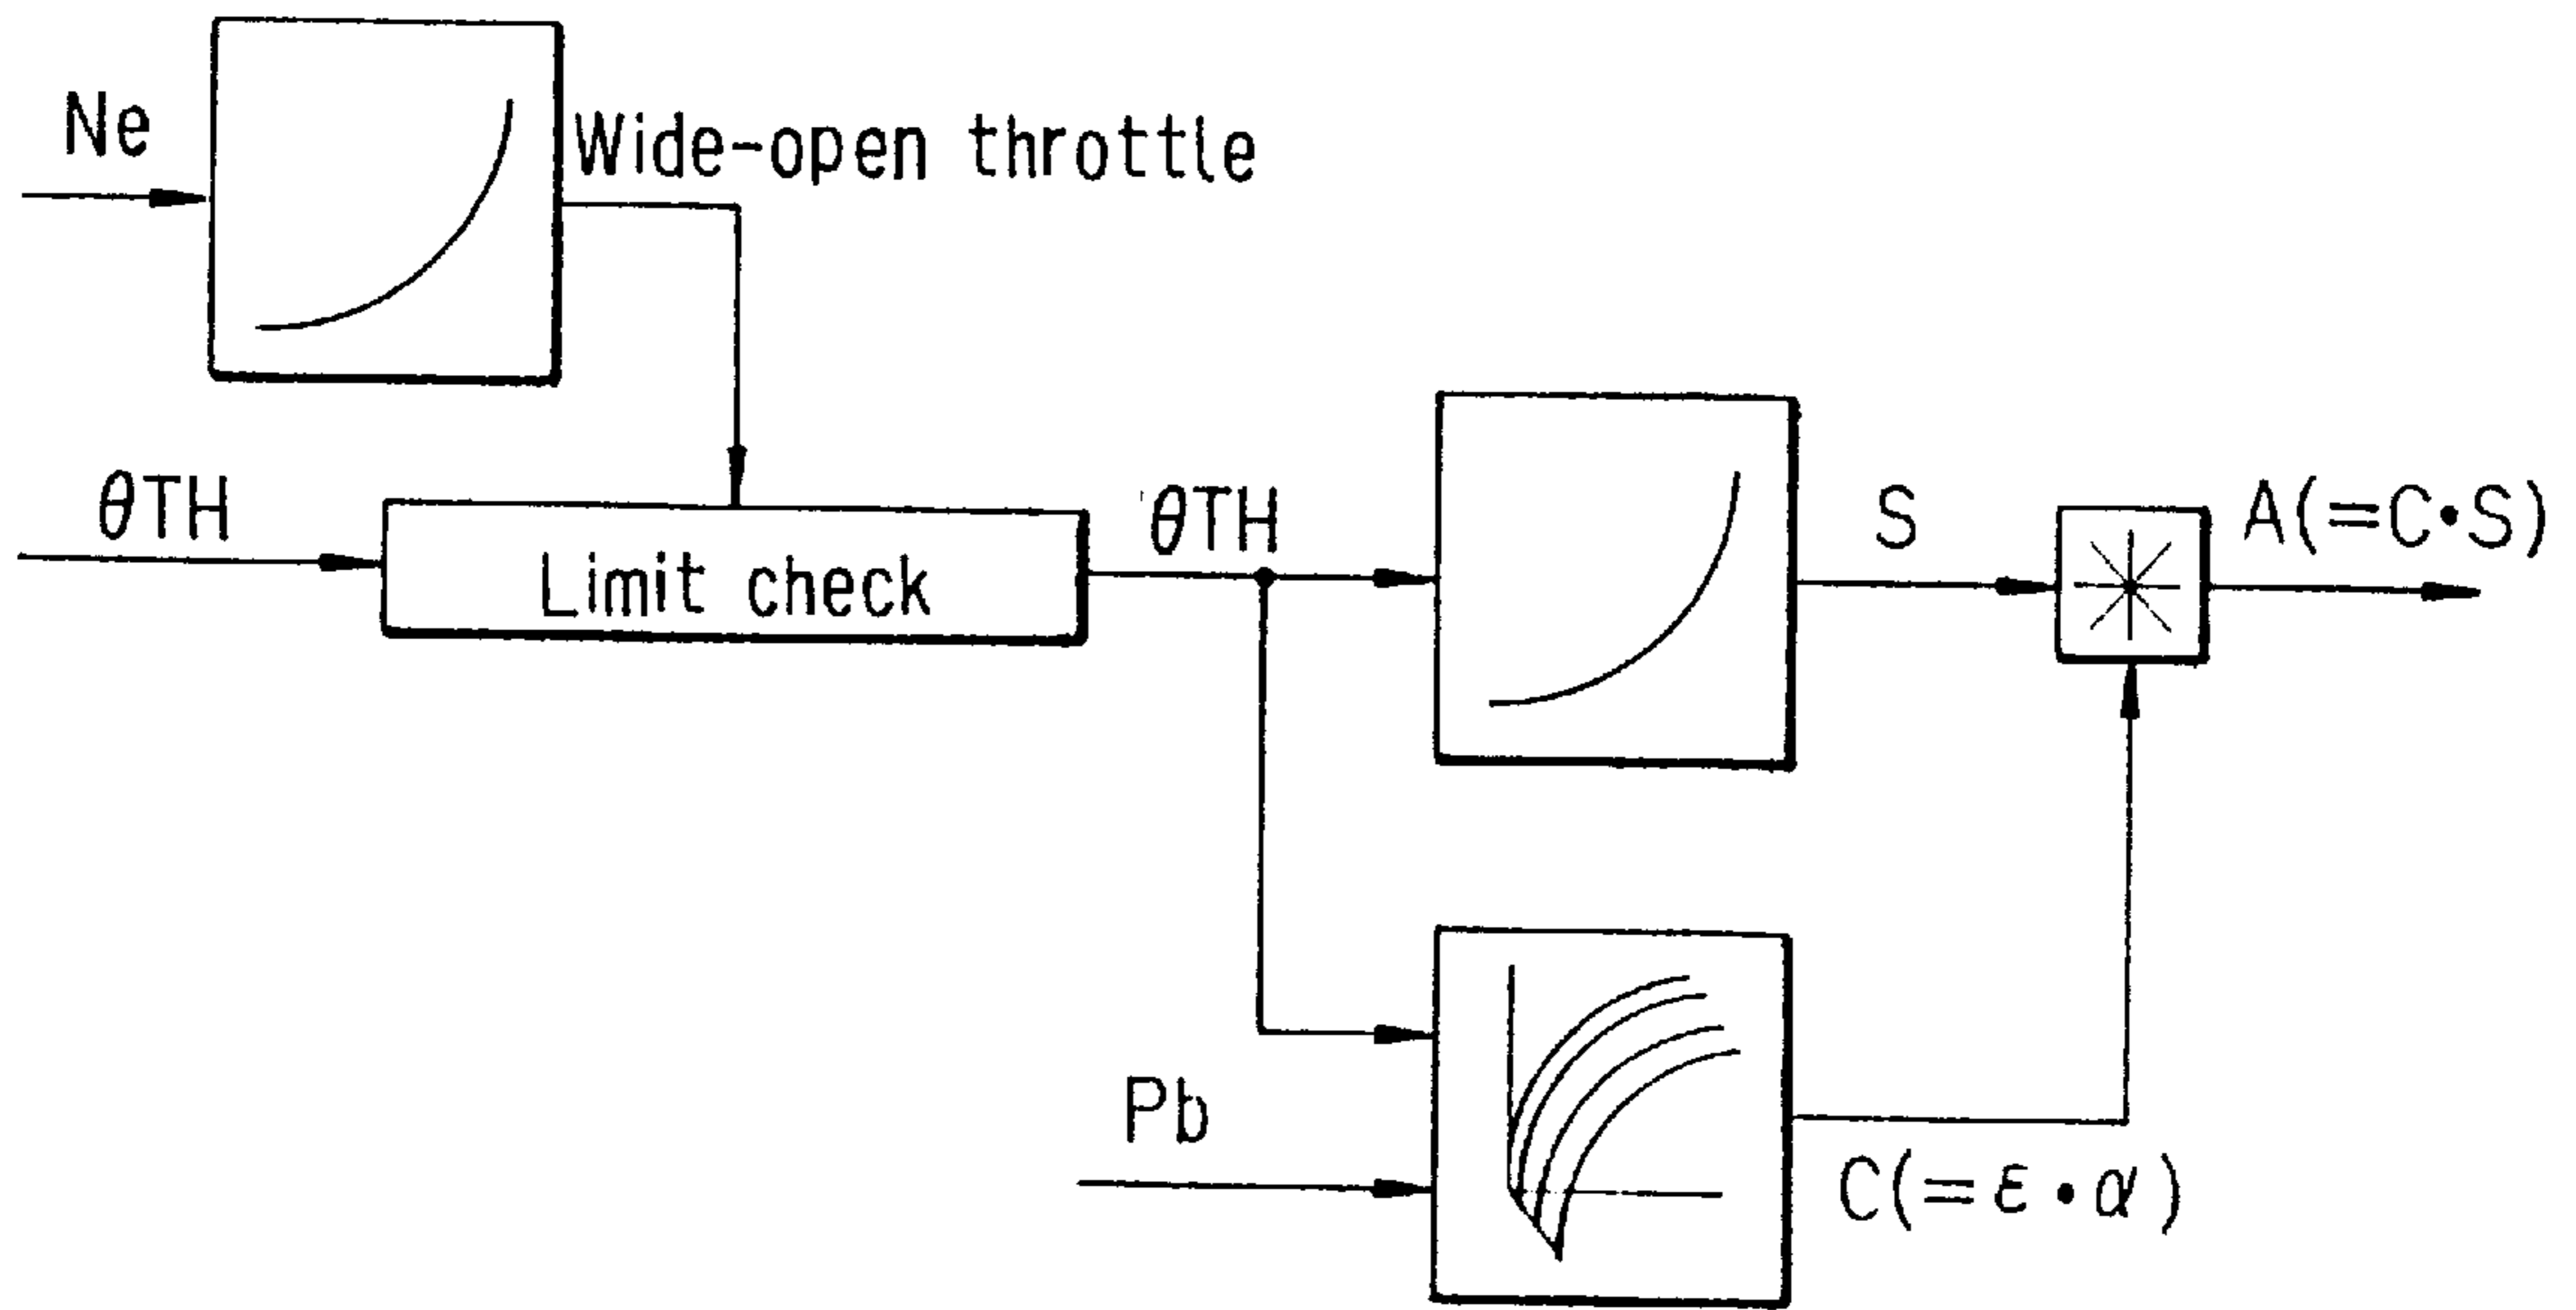 Ne
Wide-open throttle
θTH
Limit check
θTH
S
A(=C•S)
Pb
C(=ε•α)